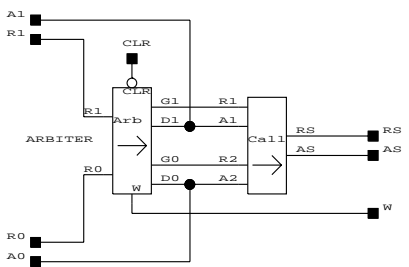 A1
R1
CLR
CLR
G1 R1
R1 Arb D1 A1
RS RS
ARBITER Call
AS AS
G0 R2
R0 D0 A2
W W
R0
A0